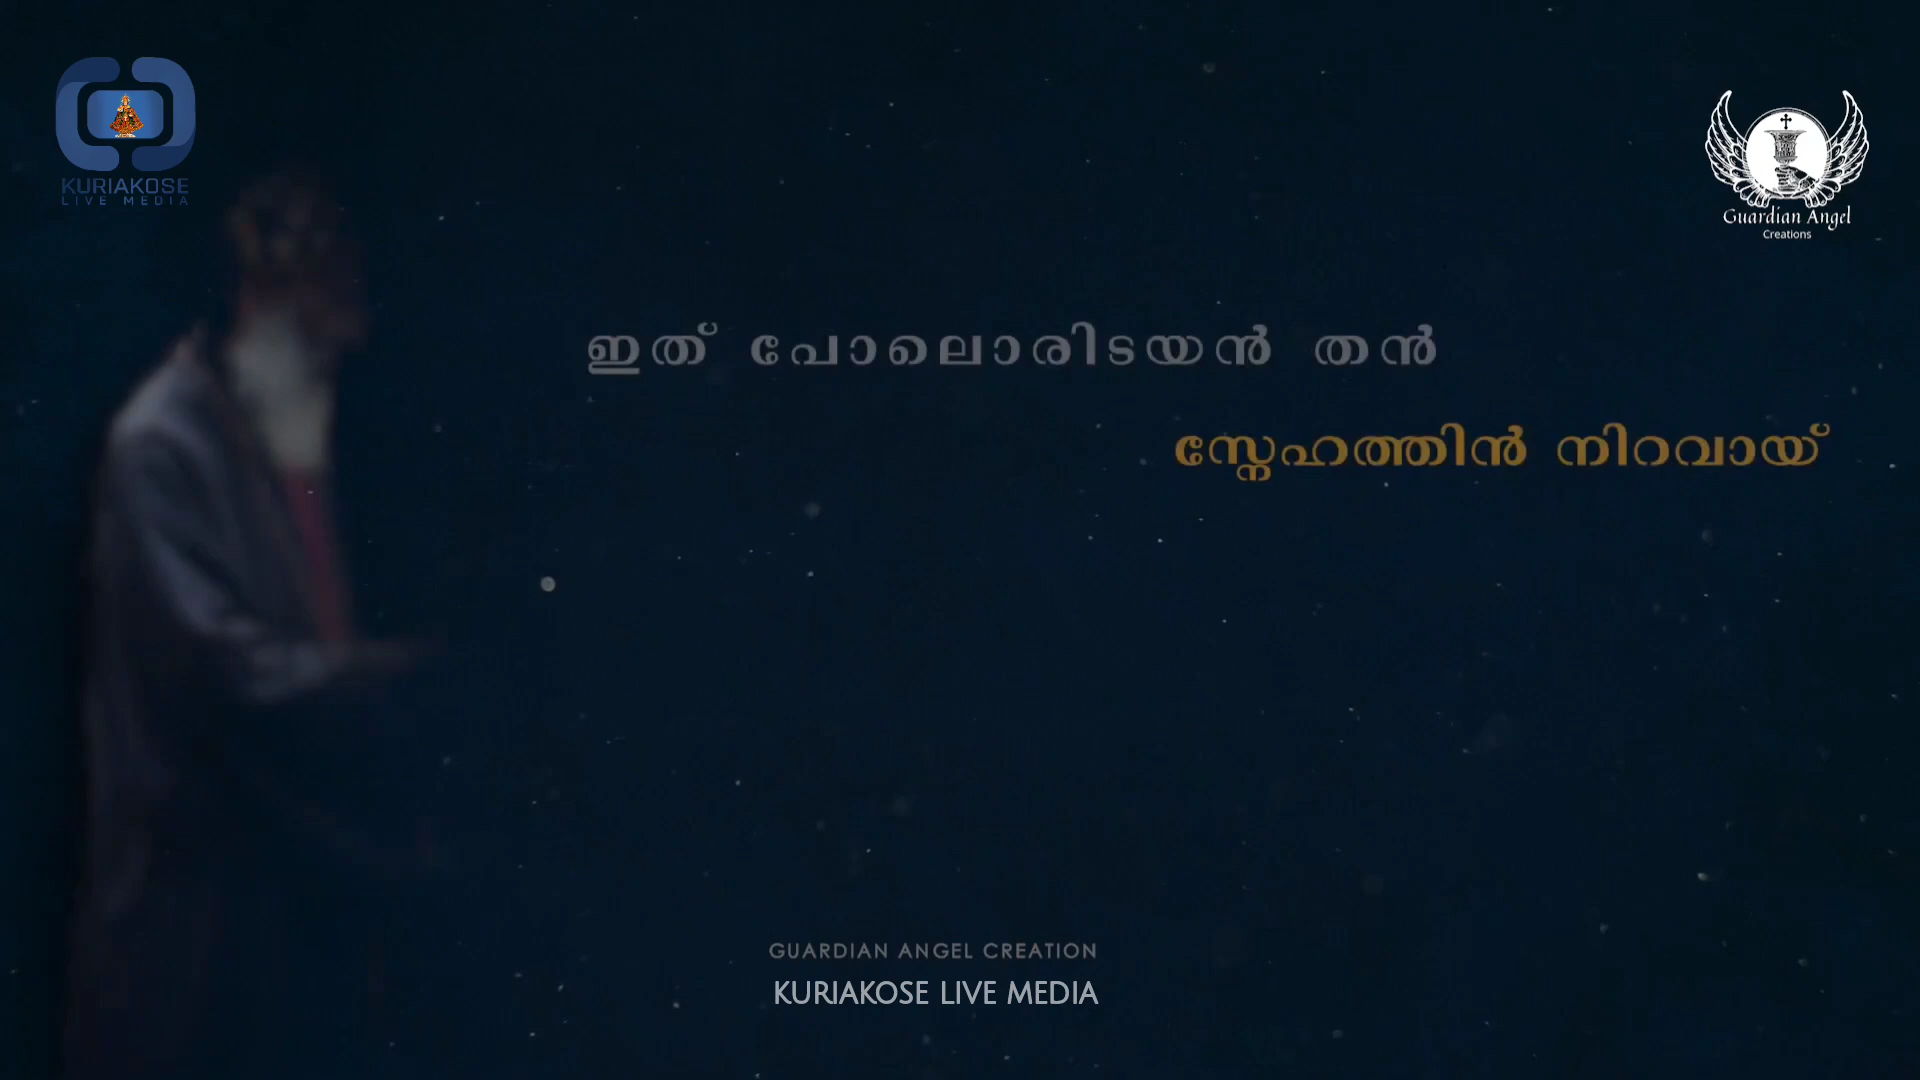 KURIAKOSE
LIVE MEDIA
Guardian Angel
Creations
ഇത് പോലൊരിടയൻ തൻ
സ്നേഹത്തിൻ നിറവായ്
GUARDIAN ANGEL CREATION
KURIAKOSE LIVE MEDIA